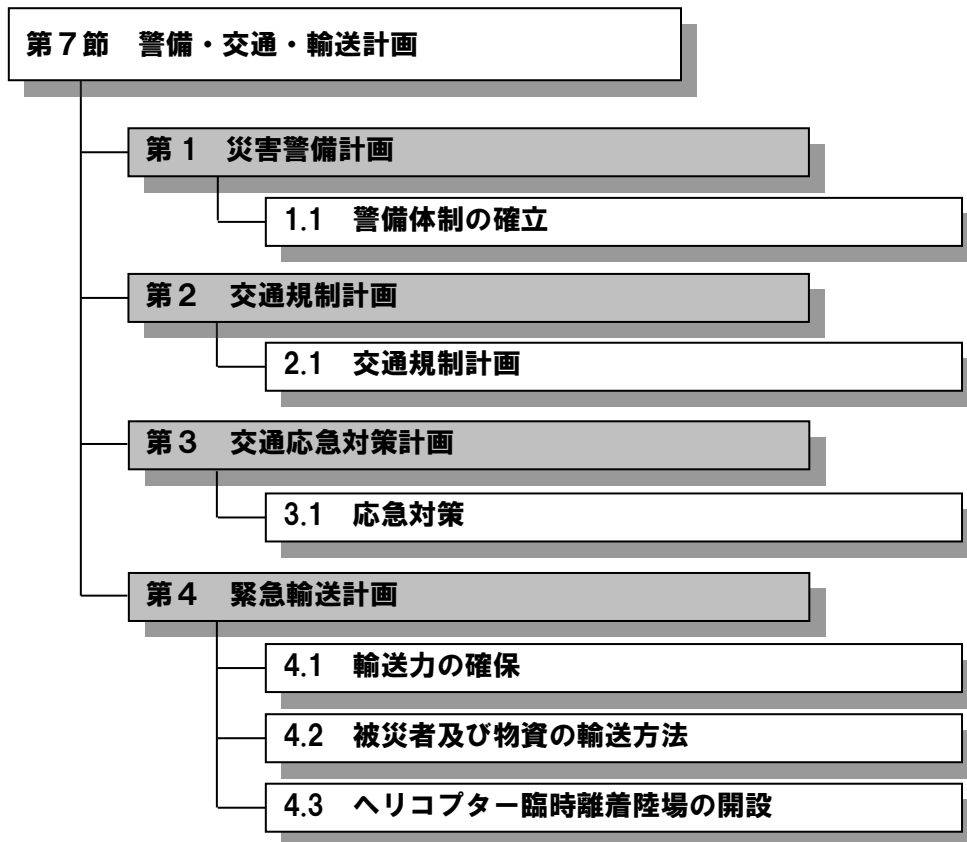 第７節　警備・交通・輸送計画
第１　災害警備計画
1.1　警備体制の確立
第２　交通規制計画
2.1　交通規制計画
第３　交通応急対策計画
3.1　応急対策
第４　緊急輸送計画
4.1　輸送力の確保
4.2　被災者及び物資の輸送方法
4.3　ヘリコプター臨時離着陸場の開設